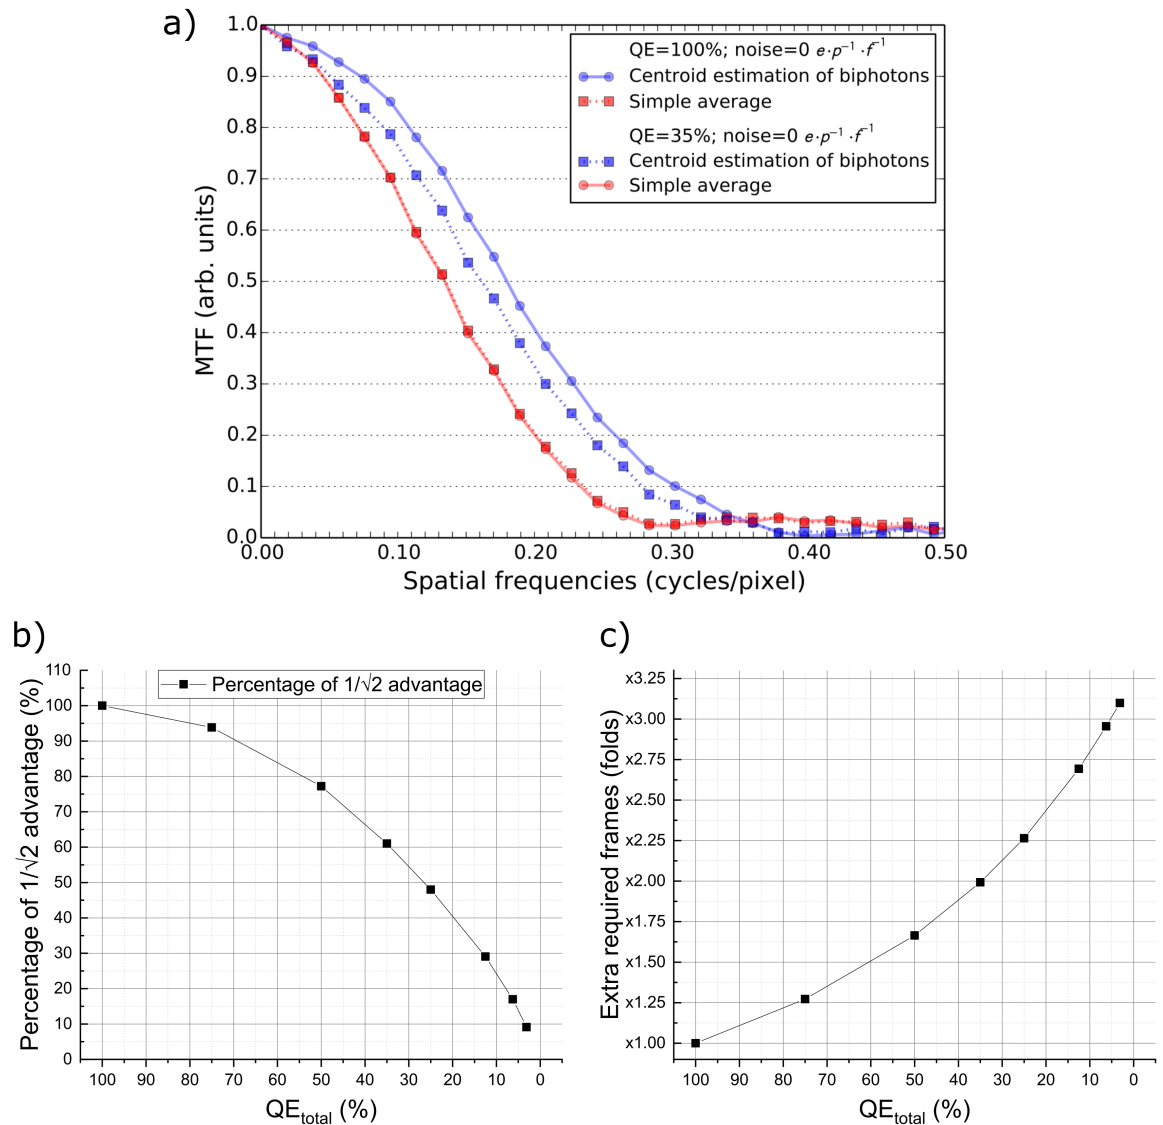 a)
1.0
0.9
0.8
0.7
0.6
0.5
0.4
0.3
0.2
0.1
0.0
MTF (arb. units)
QE=100%; noise=0 e·p⁻¹·f⁻¹
Centroid estimation of biphotons
Simple average
QE=35%; noise=0 e·p⁻¹·f⁻¹
Centroid estimation of biphotons
Simple average
0.00 0.10 0.20 0.30 0.40 0.50
Spatial frequencies (cycles/pixel)
b)
110
100
90
80
70
60
50
40
30
20
10
0
Percentage of 1/√2 advantage (%)
Percentage of 1/√2 advantage
100 90 80 70 60 50 40 30 20 10 0
QEtotal (%)
c)
x3.25
x3.00
x2.75
x2.50
x2.25
x2.00
x1.75
x1.50
x1.25
x1.00
Extra required frames (folds)
100 90 80 70 60 50 40 30 20 10 0
QEtotal (%)